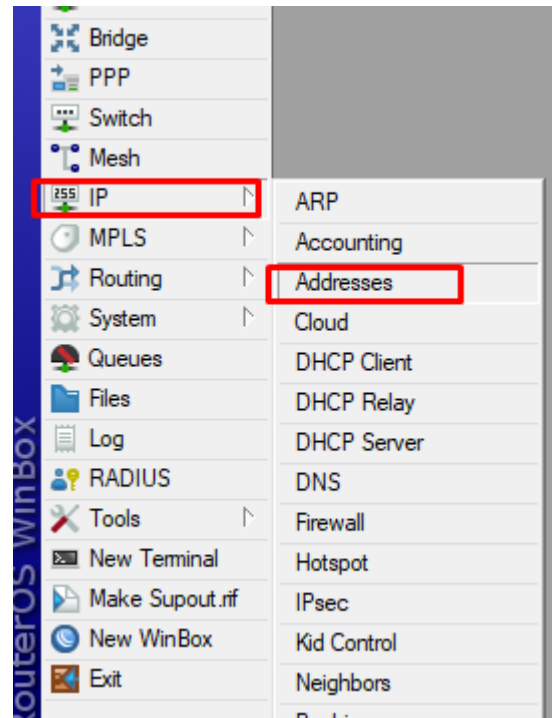 Bridge
PPP
Switch
Mesh
255 IP
MPLS
Routing
System
Queues
Files
Log
RADIUS
Tools
New Terminal
Make Supout.rif
New WinBox
Exit
ARP
Accounting
Addresses
Cloud
DHCP Client
DHCP Relay
DHCP Server
DNS
Firewall
Hotspot
IPsec
Kid Control
Neighbors
RouterOS WinBox